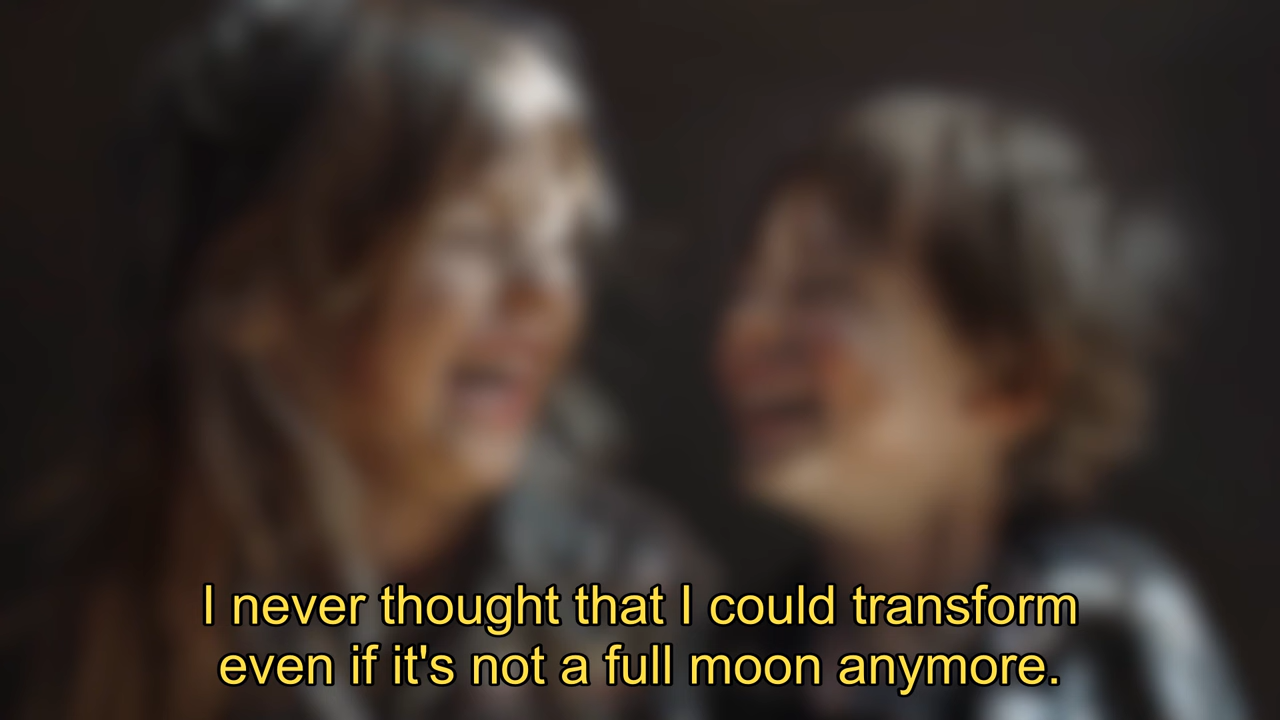 I never thought that I could transform
even if it's not a full moon anymore.